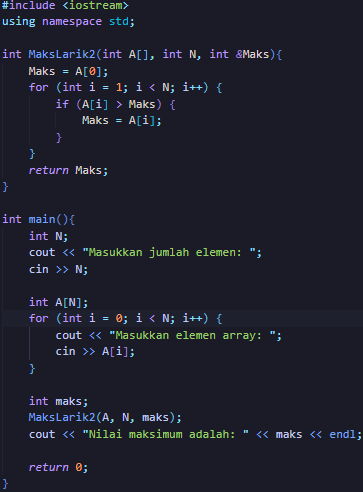 #include <iostream>
using namespace std;
int MaksLarik2(int A[], int N, int &Maks){
Maks = A[0];
for (int i = 1; i < N; i++) {
if (A[i] > Maks) {
Maks = A[i];
}
}
return Maks;
}
int main(){
int N;
cout << "Masukkan jumlah elemen: ";
cin >> N;
int A[N];
for (int i = 0; i < N; i++) {
cout << "Masukkan elemen array: ";
cin >> A[i];
}
int maks;
MaksLarik2(A, N, maks);
cout << "Nilai maksimum adalah: " << maks << endl;
return 0;
}